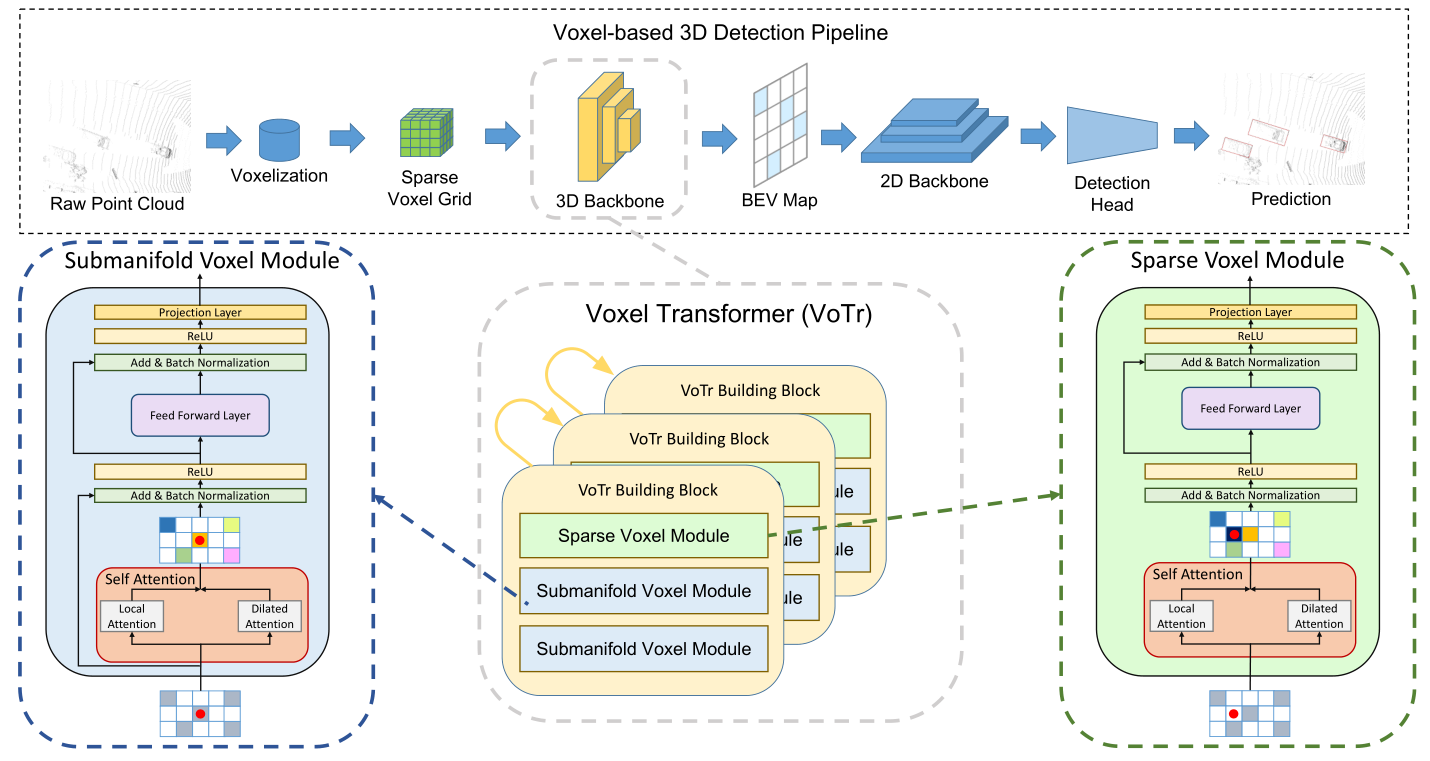 Voxel-based 3D Detection Pipeline
Raw Point Cloud
Voxelization
Sparse
Voxel Grid
3D Backbone
BEV Map
2D Backbone
Detection
Head
Prediction
Submanifold Voxel Module
Projection Layer
ReLU
Add & Batch Normalization
Feed Forward Layer
ReLU
Add & Batch Normalization
Self Attention
Local
Attention
Dilated
Attention
Voxel Transformer (VoTr)
VoTr Building Block
ule
ule
VoTr Building Block
e
ule
ule
VoTr Building Block
Sparse Voxel Module
Submanifold Voxel Module
Submanifold Voxel Module
Sparse Voxel Module
Projection Layer
ReLU
Add & Batch Normalization
Feed Forward Layer
ReLU
Add & Batch Normalization
Self Attention
Local
Attention
Dilated
Attention